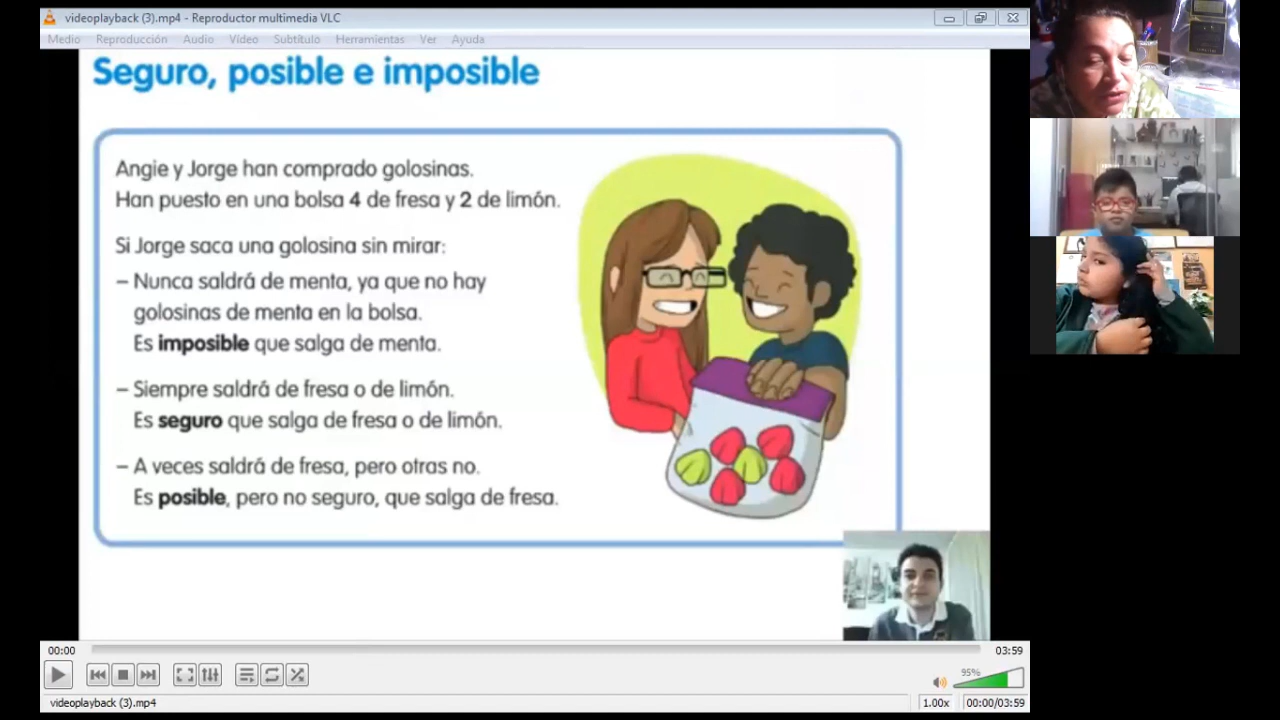 videoplayback (3).mp4 - Reproductor multimedia VLC
Medio Reproducción Audio Vídeo Subtítulo Herramientas Ver Ayuda
Seguro, posible e imposible
Angie y Jorge han comprado golosinas.
Han puesto en una bolsa 4 de fresa y 2 de limón.
Si Jorge saca una golosina sin mirar:
– Nunca saldrá de menta, ya que no hay
golosinas de menta en la bolsa.
Es imposible que salga de menta.
– Siempre saldrá de fresa o de limón.
Es seguro que salga de fresa o de limón.
– A veces saldrá de fresa, pero otras no.
Es posible, pero no seguro, que salga de fresa.
00:00 03:59
95%
videoplayback (3).mp4 1.00x 00:00/03:59